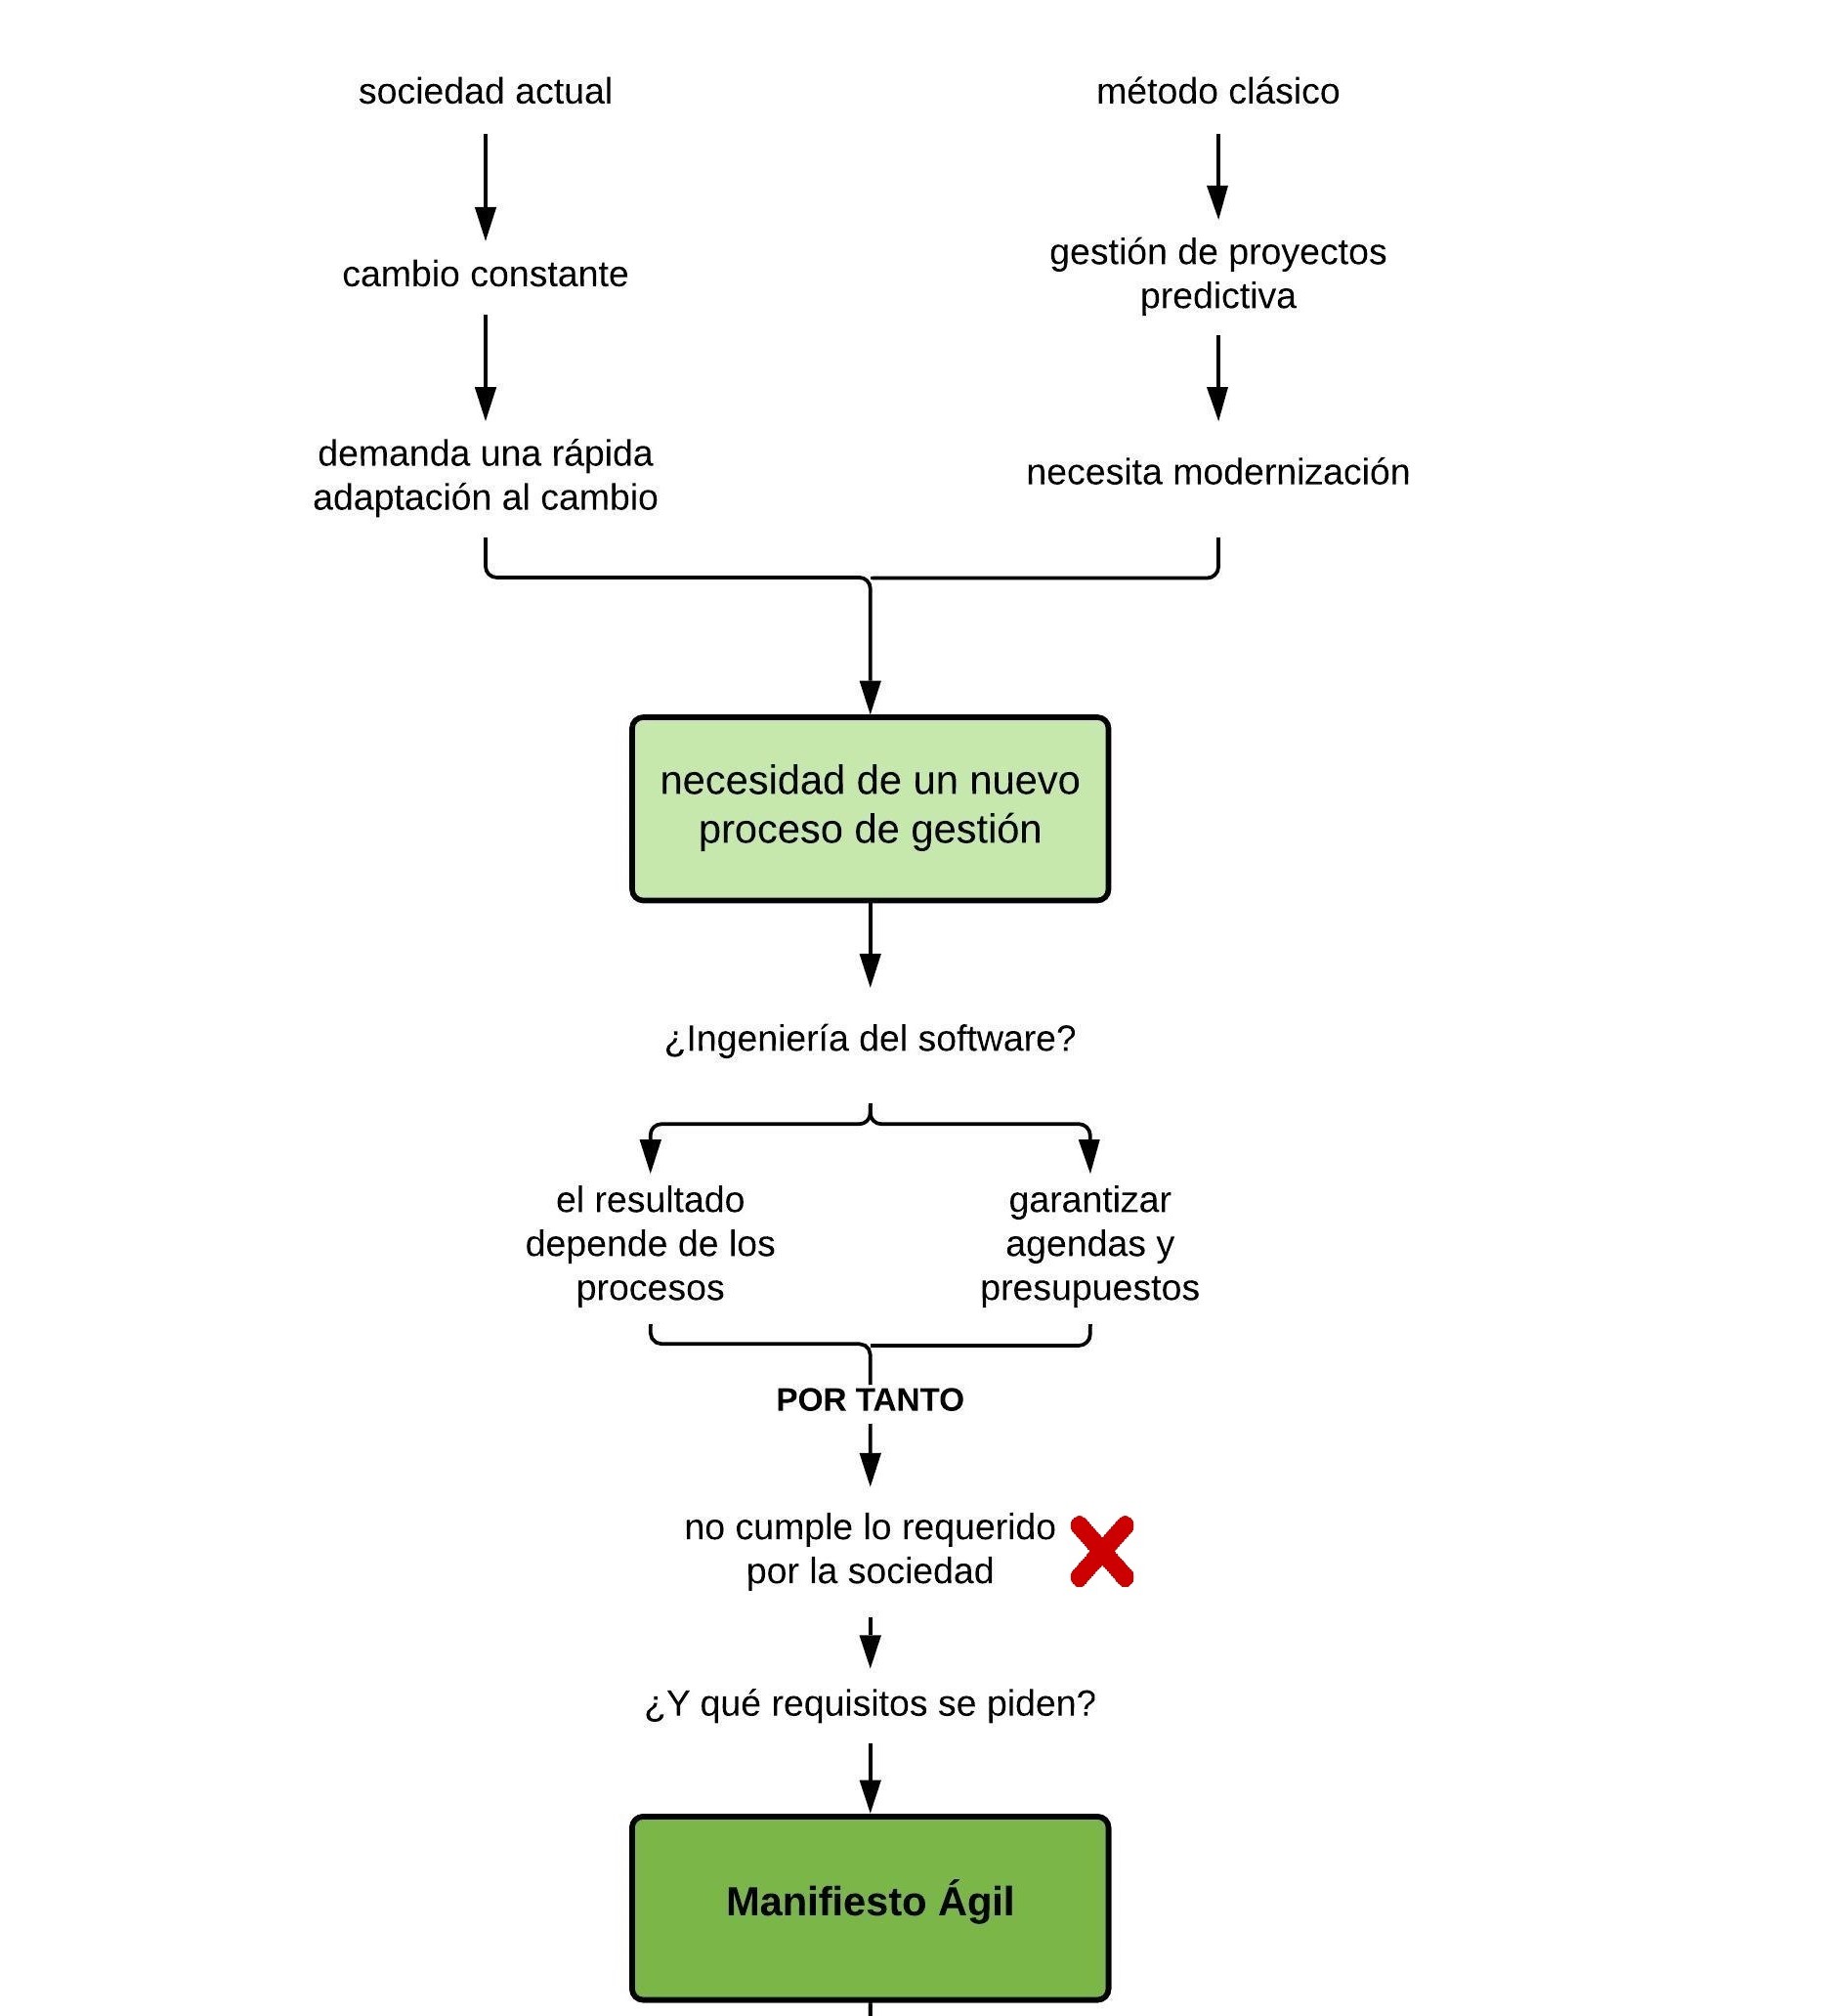 sociedad actual
método clásico
cambio constante
gestión de proyectos
predictiva
demanda una rápida
adaptación al cambio
necesita modernización
necesidad de un nuevo
proceso de gestión
¿Ingeniería del software?
el resultado
depende de los
procesos
garantizar
agendas y
presupuestos
POR TANTO
no cumple lo requerido
por la sociedad
¿Y qué requisitos se piden?
Manifiesto Ágil